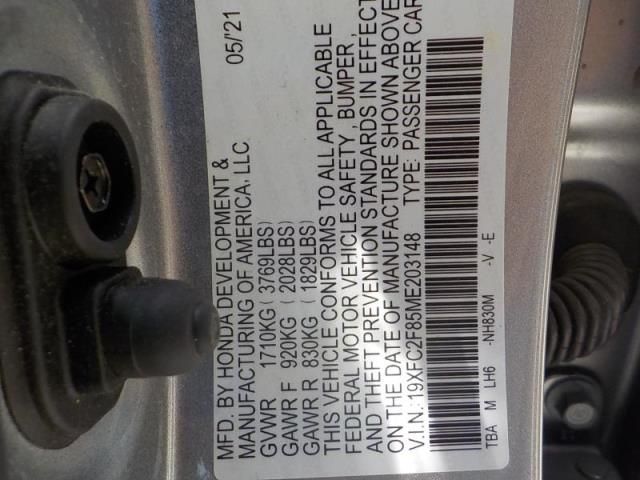 MFD. BY HONDA DEVELOPMENT & 05/'21
MANUFACTURING OF AMERICA, LLC
GVWR 1710KG ( 3769LBS)
GAWR F 920KG ( 2028LBS)
GAWR R 830KG ( 1829LBS)
THIS VEHICLE CONFORMS TO ALL APPLICABLE
FEDERAL MOTOR VEHICLE SAFETY, BUMPER,
AND THEFT PREVENTION STANDARDS IN EFFECT
ON THE DATE OF MANUFACTURE SHOWN ABOVE.
V.I.N.:19XFC2F85ME203148 TYPE: PASSENGER CAR
TBA M LH6 -NH830M -V -E